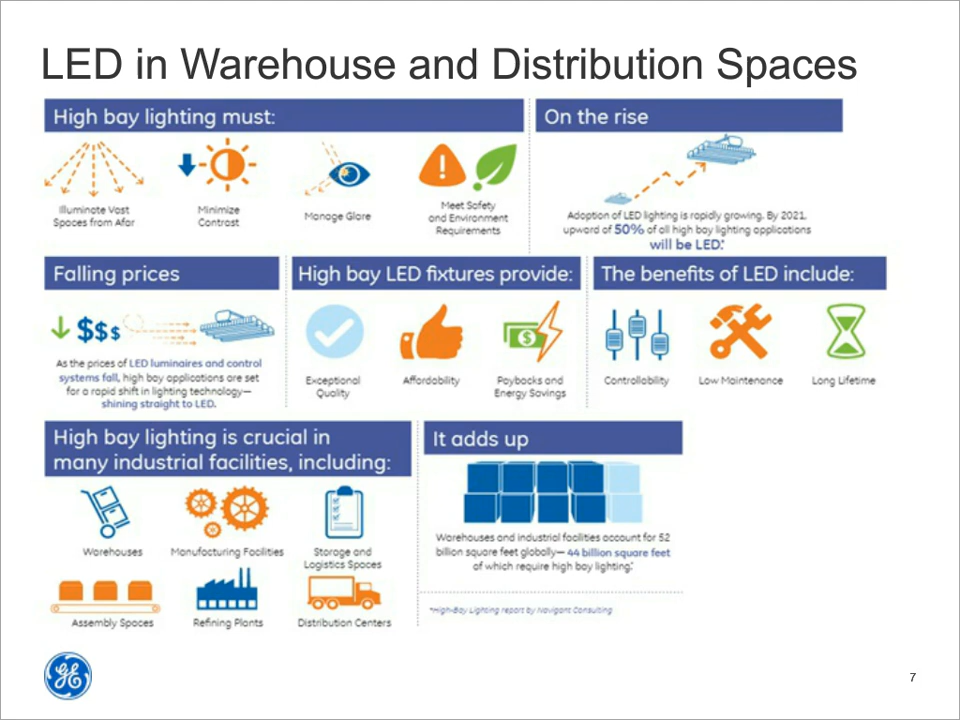 LED in Warehouse and Distribution Spaces
High bay lighting must:
Illuminate Vast
Spaces from Afar
Minimize
Contrast
Manage Glare
Meet Safety
and Environment
Requirements
On the rise
Adoption of LED lighting is rapidly growing. By 2021,
upward of 50% of all high bay lighting applications
will be LED.*
Falling prices
$$$
As the prices of LED luminaires and control
systems fall, high bay applications are set
for a rapid shift in lighting technology—
shining straight to LED.
High bay LED fixtures provide:
Exceptional
Quality
Affordability
$
Paybacks and
Energy Savings
The benefits of LED include:
Controllability
Low Maintenance
Long Lifetime
High bay lighting is crucial in
many industrial facilities, including:
Warehouses
Manufacturing Facilities
Storage and
Logistics Spaces
Assembly Spaces
Refining Plants
Distribution Centers
It adds up
Warehouses and industrial facilities account for 52
billion square feet globally— 44 billion square feet
of which require high bay lighting.*
*High-Bay Lighting report by Navigant Consulting
GE
7